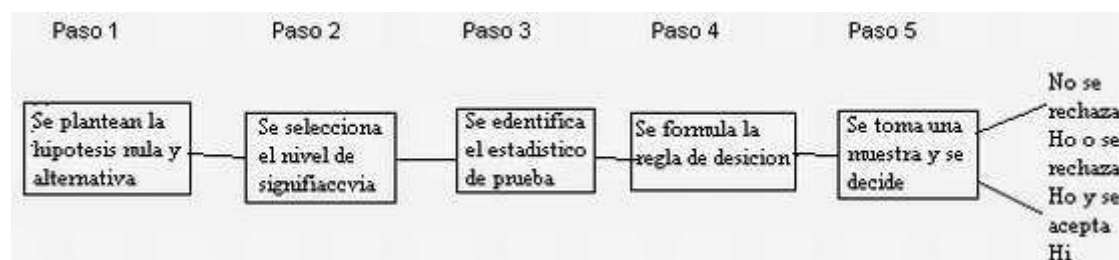 Paso 1
Paso 2
Paso 3
Paso 4
Paso 5
Se plantean la
hipotesis nula y
alternativa
Se selecciona
el nivel de
signifiaccvia
Se edentifica
el estadistico
de prueba
Se formula la
regla de desicion
Se toma una
muestra y se
decide
No se
rechaza
Ho o se
rechaza
Ho y se
acepta
Hi